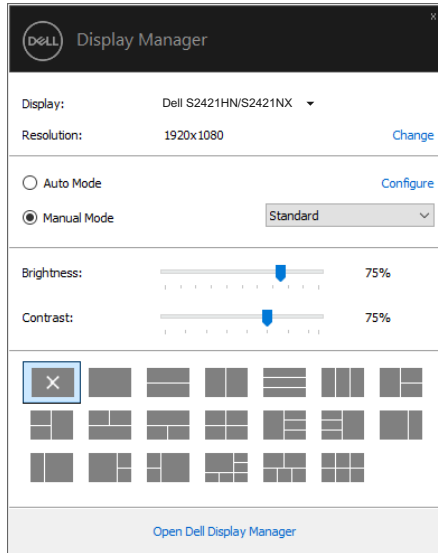 x
DELL Display Manager
Display: Dell S2421HN/S2421NX
Resolution: 1920x1080 Change
Auto Mode Configure
Manual Mode Standard
Brightness: 75%
Contrast: 75%
Open Dell Display Manager